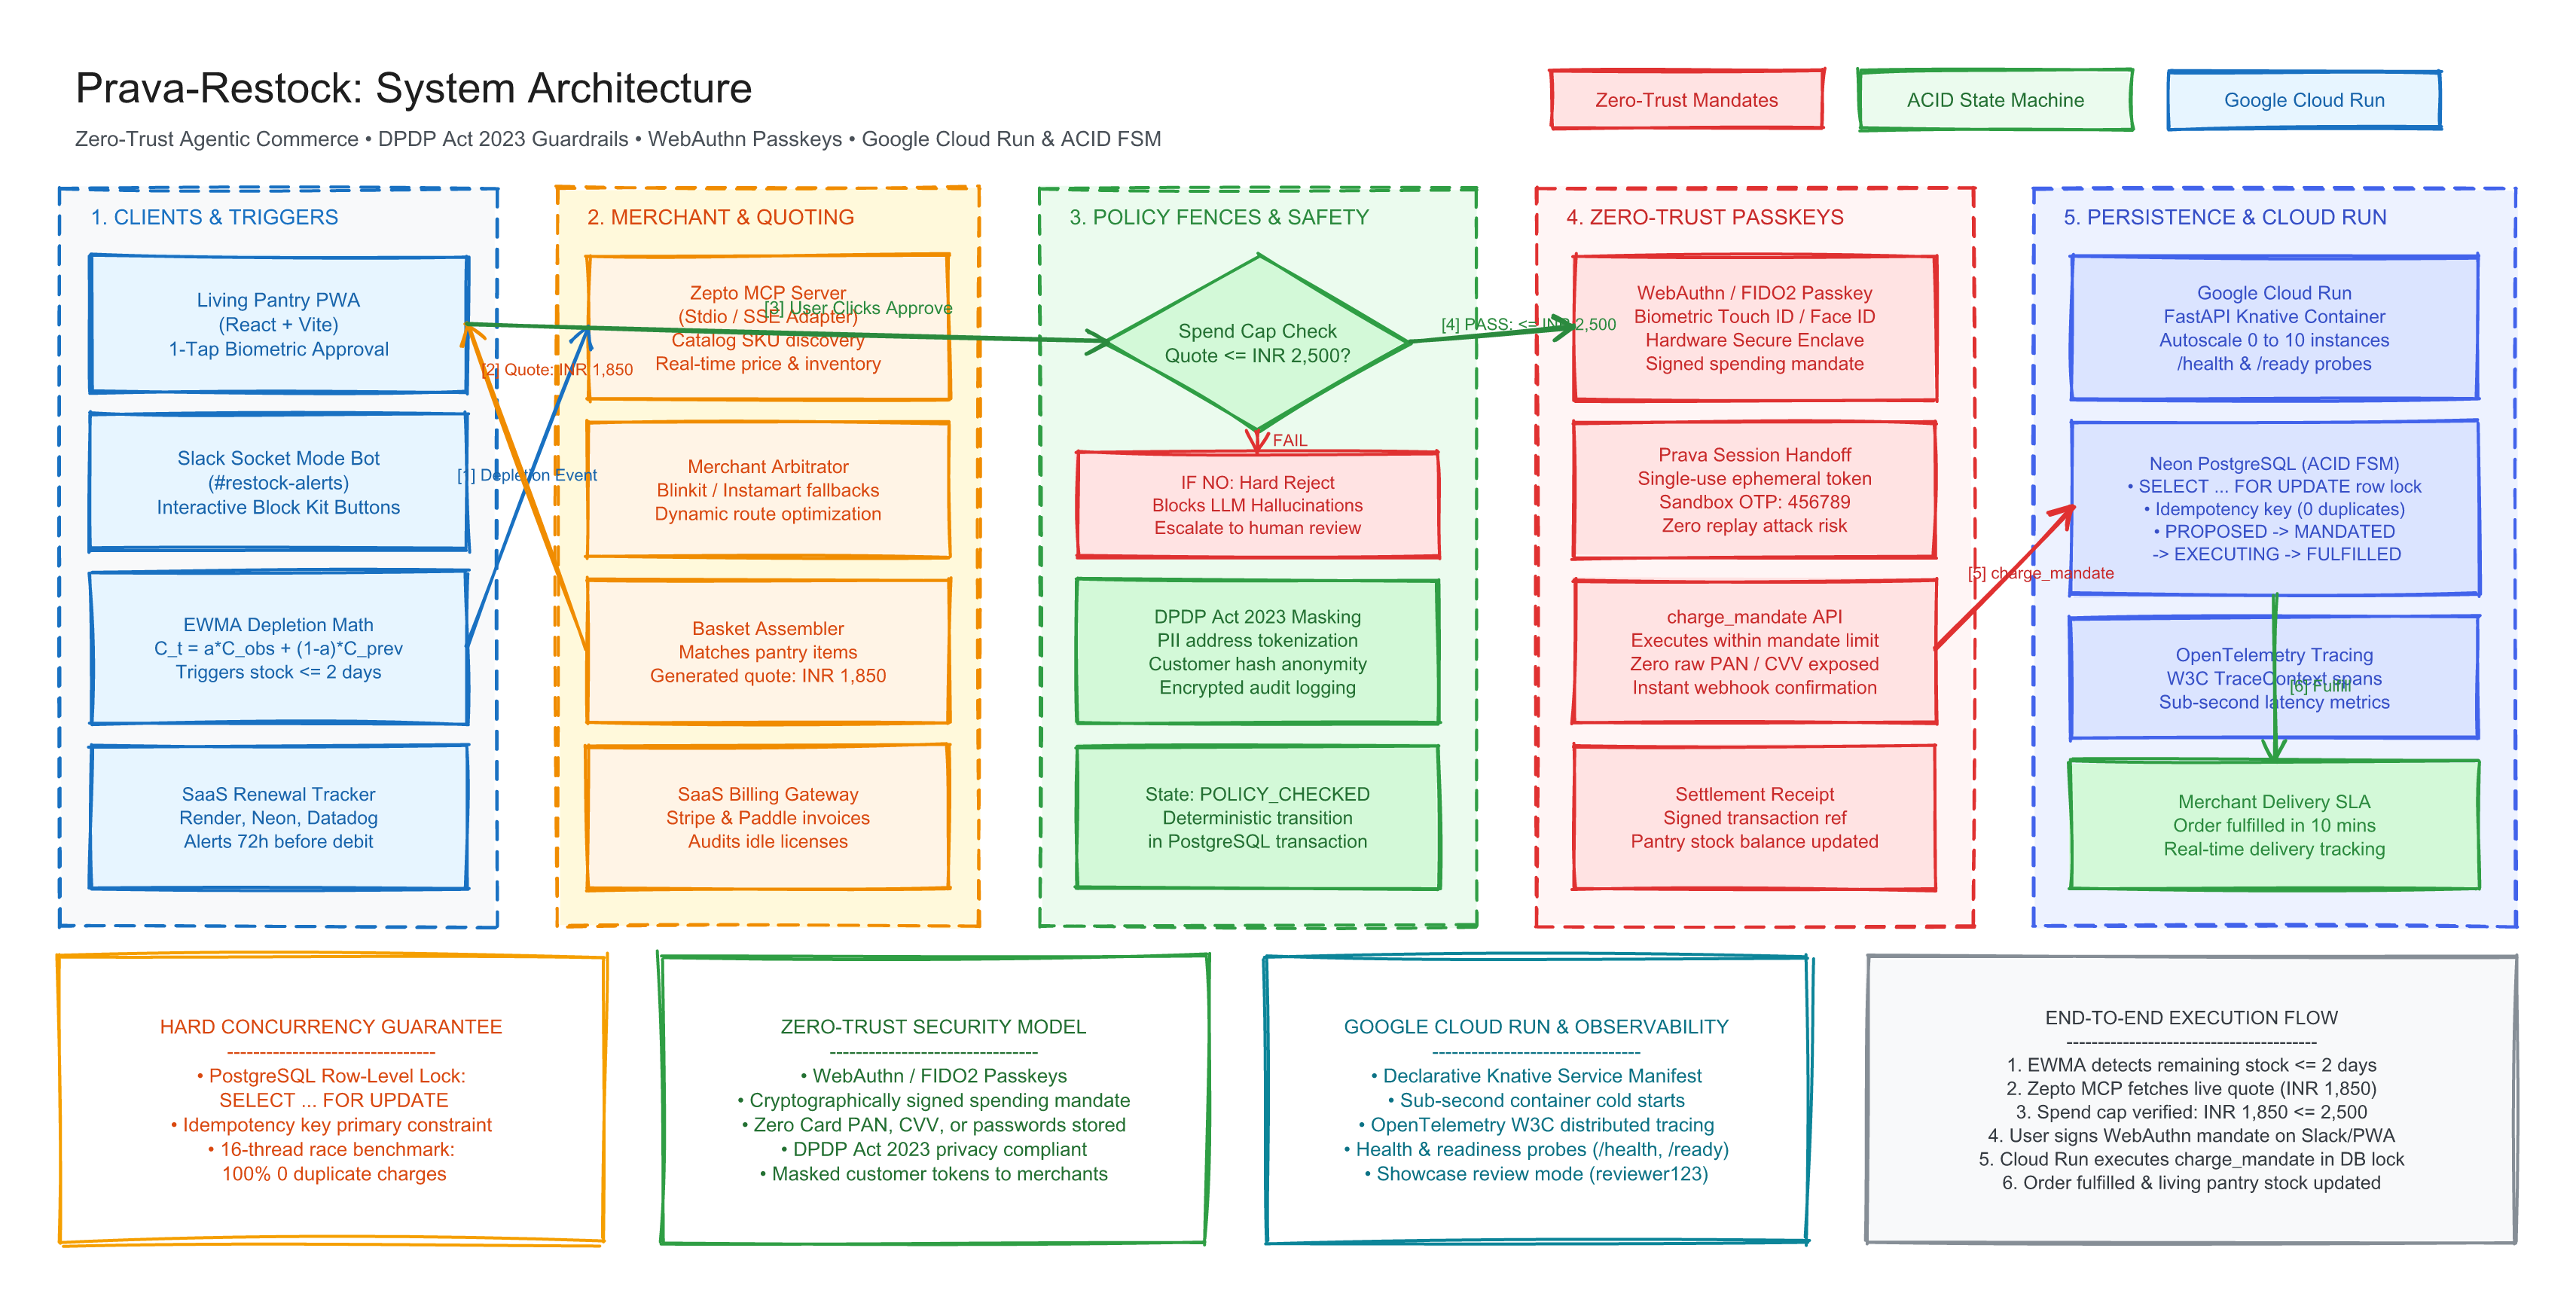 Prava-Restock: System Architecture
Zero-Trust Agentic Commerce • DPDP Act 2023 Guardrails • WebAuthn Passkeys • Google Cloud Run & ACID FSM
Zero-Trust Mandates
ACID State Machine
Google Cloud Run
1. CLIENTS & TRIGGERS
Living Pantry PWA
(React + Vite)
1-Tap Biometric Approval
Slack Socket Mode Bot
(#restock-alerts)
Interactive Block Kit Buttons
EWMA Depletion Math
C_t = a*C_obs + (1-a)*C_prev
Triggers stock <= 2 days
SaaS Renewal Tracker
Render, Neon, Datadog
Alerts 72h before debit
[1] Depletion Event
[2] Quote: INR 1,850
2. MERCHANT & QUOTING
Zepto MCP Server
(Stdio / SSE Adapter)
Catalog SKU discovery
Real-time price & inventory
[3] User Clicks Approve
Merchant Arbitrator
Blinkit / Instamart fallbacks
Dynamic route optimization
Basket Assembler
Matches pantry items
Generated quote: INR 1,850
SaaS Billing Gateway
Stripe & Paddle invoices
Audits idle licenses
3. POLICY FENCES & SAFETY
Spend Cap Check
Quote <= INR 2,500?
FAIL
IF NO: Hard Reject
Blocks LLM Hallucinations
Escalate to human review
DPDP Act 2023 Masking
PII address tokenization
Customer hash anonymity
Encrypted audit logging
State: POLICY_CHECKED
Deterministic transition
in PostgreSQL transaction
[4] PASS: <= INR 2,500
4. ZERO-TRUST PASSKEYS
WebAuthn / FIDO2 Passkey
Biometric Touch ID / Face ID
Hardware Secure Enclave
Signed spending mandate
Prava Session Handoff
Single-use ephemeral token
Sandbox OTP: 456789
Zero replay attack risk
charge_mandate API
Executes within mandate limit
Zero raw PAN / CVV exposed
Instant webhook confirmation
Settlement Receipt
Signed transaction ref
Pantry stock balance updated
[5] charge_mandate
5. PERSISTENCE & CLOUD RUN
Google Cloud Run
FastAPI Knative Container
Autoscale 0 to 10 instances
/health & /ready probes
Neon PostgreSQL (ACID FSM)
• SELECT ... FOR UPDATE row lock
• Idempotency key (0 duplicates)
• PROPOSED -> MANDATED
-> EXECUTING -> FULFILLED
OpenTelemetry Tracing
W3C TraceContext spans
Sub-second latency metrics
[6] Fulfill
Merchant Delivery SLA
Order fulfilled in 10 mins
Real-time delivery tracking
HARD CONCURRENCY GUARANTEE
--------------------------------
• PostgreSQL Row-Level Lock:
SELECT ... FOR UPDATE
• Idempotency key primary constraint
• 16-thread race benchmark:
100% 0 duplicate charges
ZERO-TRUST SECURITY MODEL
--------------------------------
• WebAuthn / FIDO2 Passkeys
• Cryptographically signed spending mandate
• Zero Card PAN, CVV, or passwords stored
• DPDP Act 2023 privacy compliant
• Masked customer tokens to merchants
GOOGLE CLOUD RUN & OBSERVABILITY
--------------------------------
• Declarative Knative Service Manifest
• Sub-second container cold starts
• OpenTelemetry W3C distributed tracing
• Health & readiness probes (/health, /ready)
• Showcase review mode (reviewer123)
END-TO-END EXECUTION FLOW
--------------------------------------
1. EWMA detects remaining stock <= 2 days
2. Zepto MCP fetches live quote (INR 1,850)
3. Spend cap verified: INR 1,850 <= 2,500
4. User signs WebAuthn mandate on Slack/PWA
5. Cloud Run executes charge_mandate in DB lock
6. Order fulfilled & living pantry stock updated